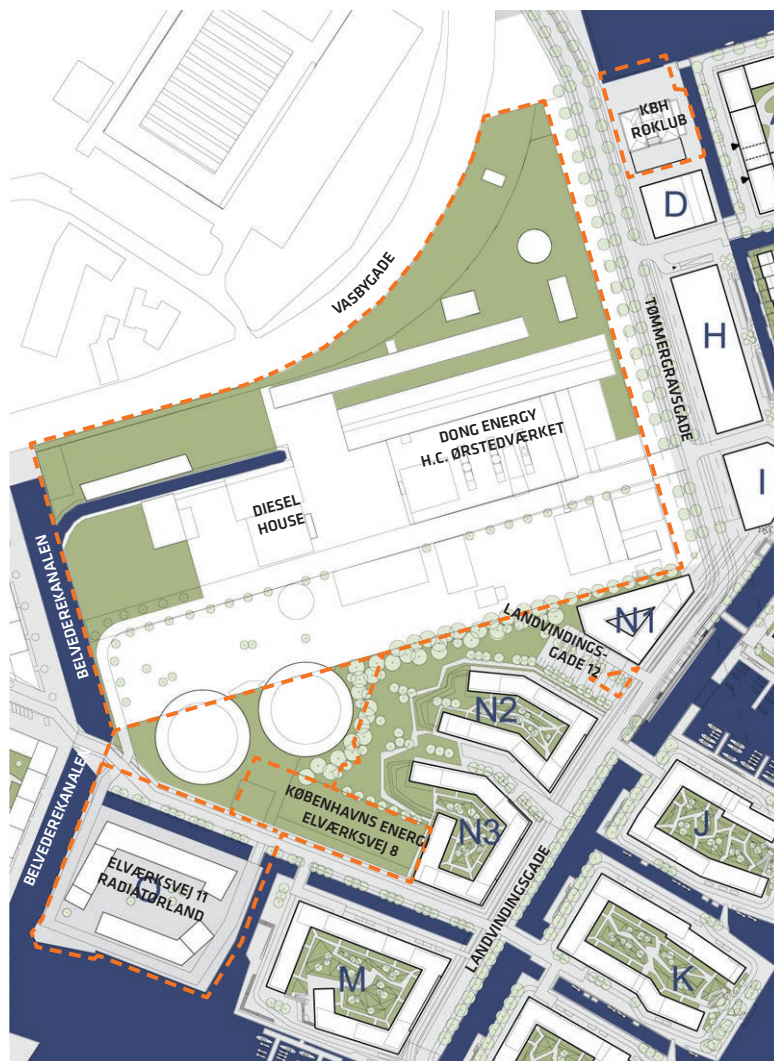 KBH
ROKLUB
D
VASBYGADE
TØMMERGRAVSGADE
H
DONG ENERGY
H.C. ØRSTEDVÆRKET
I
DIESEL
HOUSE
BELVEDEREKANALEN
N1
LANDVINDINGS-
GADE 12
N2
BELVEDEREKANALEN
KØBENHAVNS ENERGI
ELVÆRKSVEJ 8
N3
J
ELVÆRKSVEJ 11
RADIATORLAND
LANDVINDINGSGADE
M
K